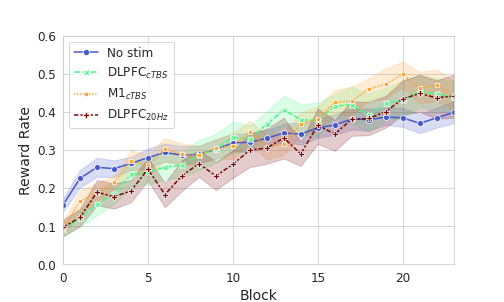 0.6
0.5
0.4
0.3
0.2
0.1
0.0
Reward Rate
No stim
DLPFCcTBS
M1cTBS
DLPFC20Hz
0
5
10
15
20
Block